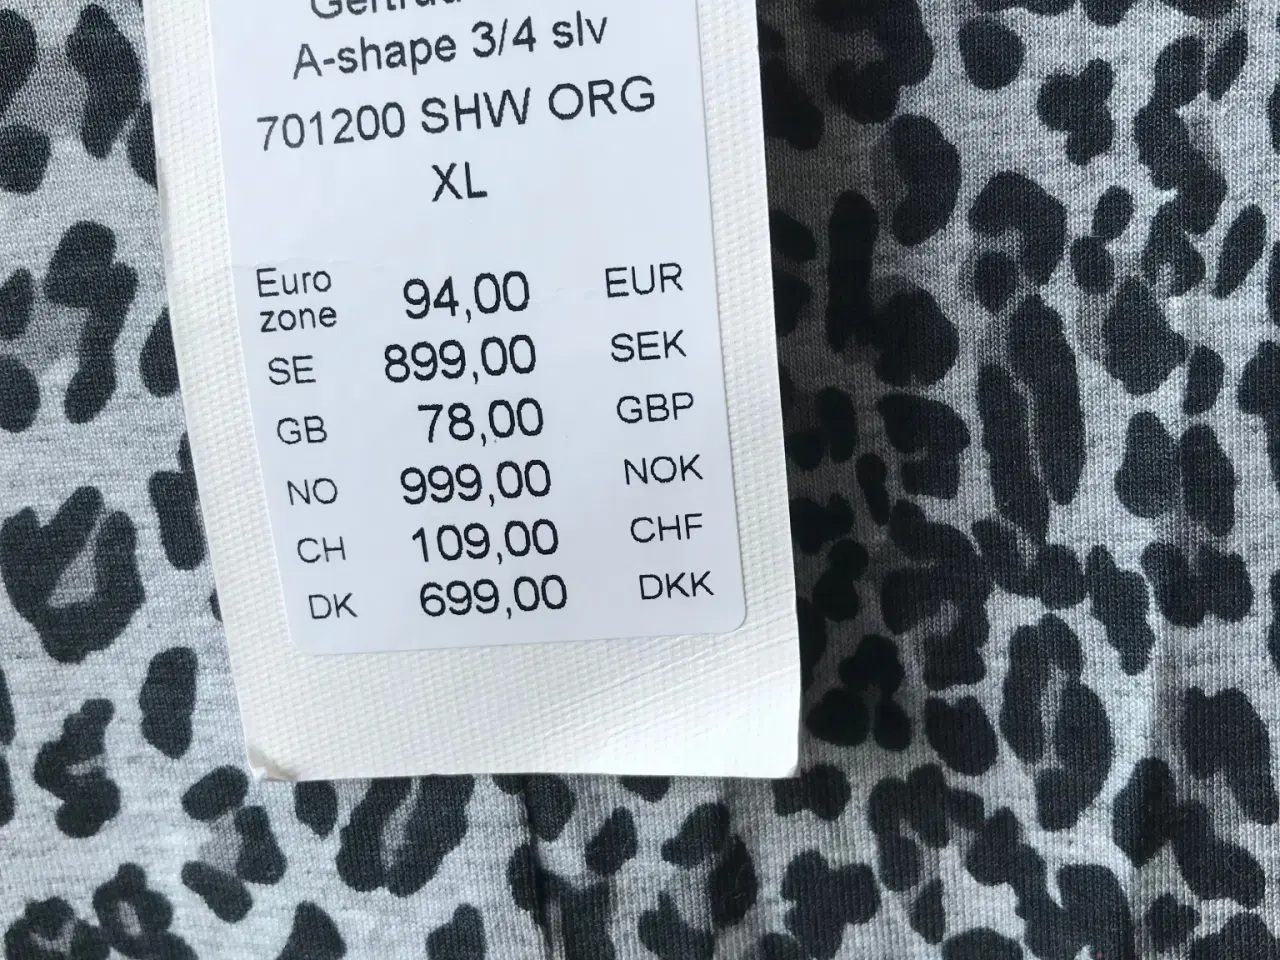 A-shape 3/4 slv
701200 SHW ORG
XL
Euro zone 94,00 EUR
SE 899,00 SEK
GB 78,00 GBP
NO 999,00 NOK
CH 109,00 CHF
DK 699,00 DKK